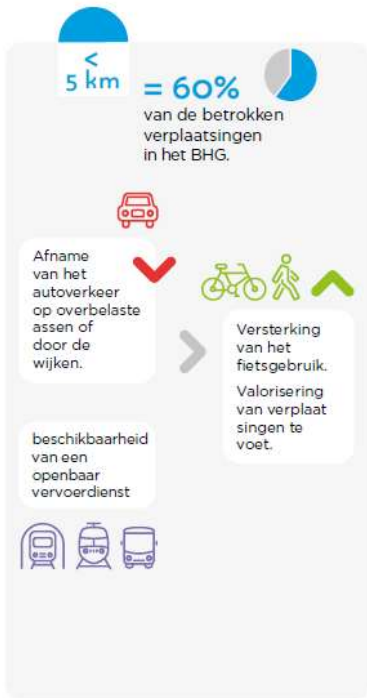 <
5 km
= 60%
van de betrokken
verplaatsingen
in het BHG.
Afname
van het
autoverkeer
op overbelaste
assen of
door de
wijken.
Versterking
van het
fietsgebruik.
Valorisering
van verplaat
singen te
voet.
beschikbaarheid
van een
openbaar
vervoerdienst